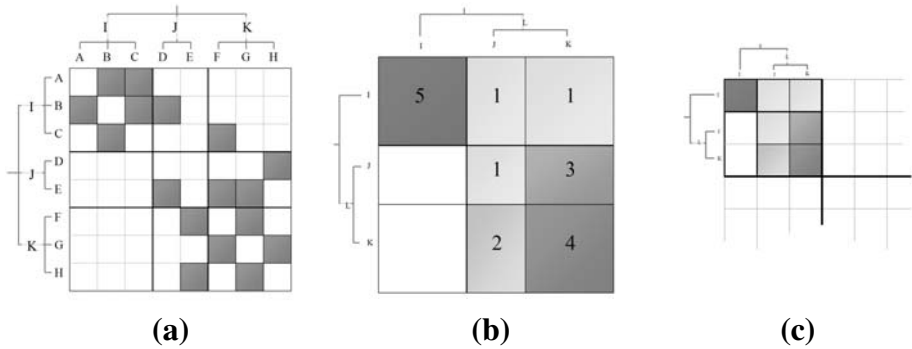 I J K
A B C D E F G H
I A
B
C
J D
E
K F
G
H
L
I J K
I 5 1 1
J 1 3
L
K 2 4
(a) (b) (c)